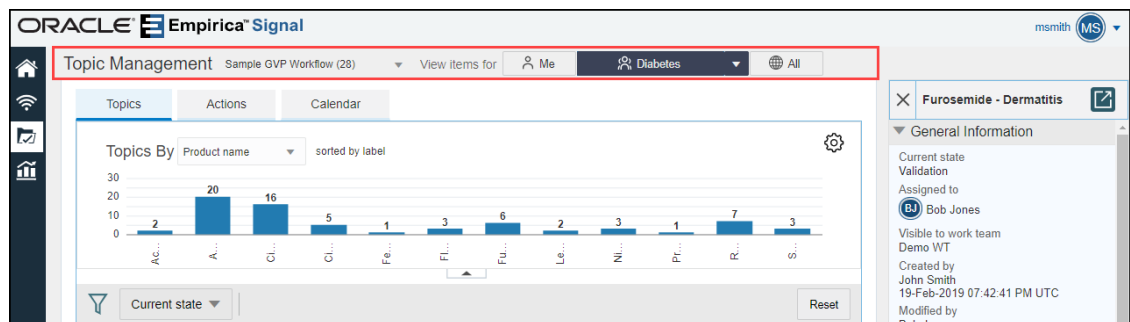 ORACLE Empirica™ Signal
msmith MS
Topic Management Sample GVP Workflow (28) View items for Me Diabetes All
Topics Actions Calendar
Topics By Product name sorted by label
30
20
10
0
2 20 16 5 1 3 6 2 3 1 7 3
Ac... A... Ci... Ci... Fe... Fl... Fu... Le... Ni... Pr... R... S...
Current state Reset
Furosemide - Dermatitis
General Information
Current state
Validation
Assigned to
BJ Bob Jones
Visible to work team
Demo WT
Created by
John Smith
19-Feb-2019 07:42:41 PM UTC
Modified by